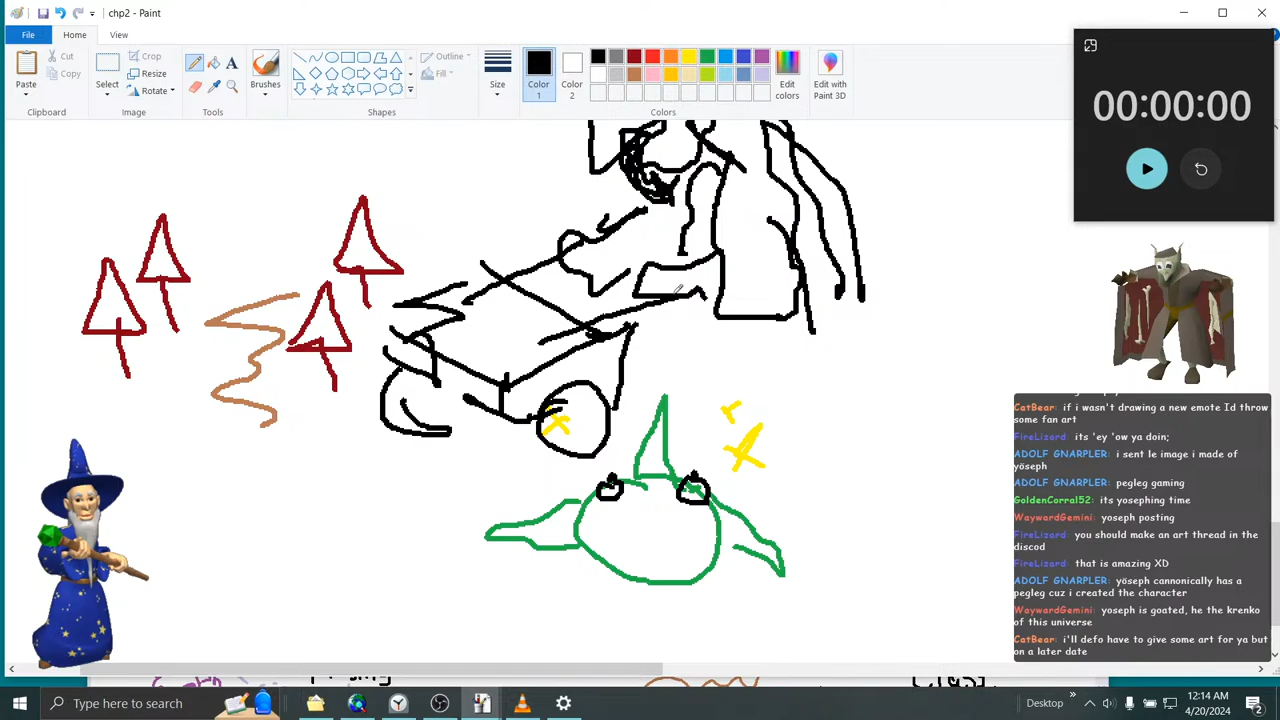 chp2 - Paint
File
Home
View
Paste
Cut
Copy
Clipboard
Select
Crop
Resize
Rotate
Image
Tools
Brushes
Outline
Fill
Shapes
Size
Color
1
Color
2
Edit
colors
Edit with
Paint 3D
Colors
00:00:00
CatBear: if i wasn't drawing a new emote Id throw
some fan art
FireLizard: its 'ey 'ow ya doin;
ADOLF GNARPLER: i sent le image i made of
yöseph
ADOLF GNARPLER: pegleg gaming
GoldenCorral52: its yosephing time
WaywardGemini: yoseph posting
FireLizard: you should make an art thread in the
discod
FireLizard: that is amazing XD
ADOLF GNARPLER: yöseph cannonically has a
pegleg cuz i created the character
WaywardGemini: yoseph is goated, he the krenko
of this universe
CatBear: i'll defo have to give some art for ya but
on a later date
Type here to search
Desktop
12:14 AM
4/20/2024
2